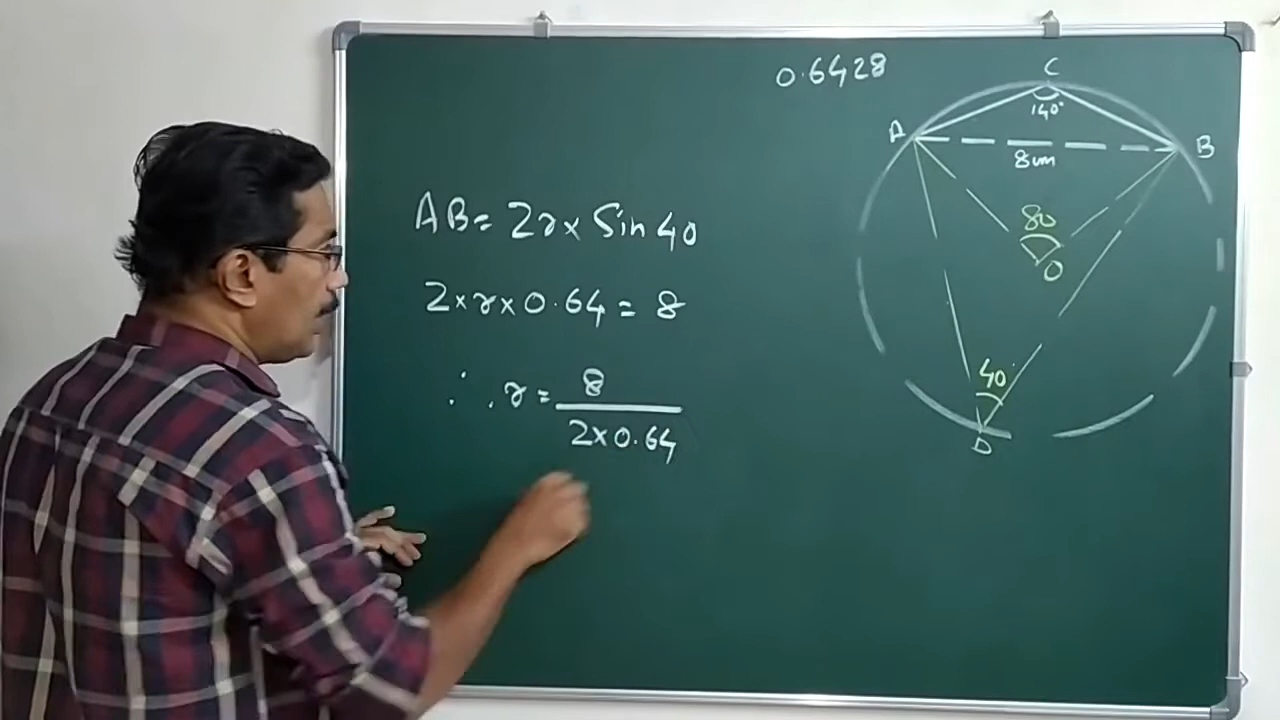 0.6428
AB= 2r× Sin 40
2×r×0.64 = 8
∴ r = 8
2×0.64
C
140°
A
B
8cm
80
O
40°
D